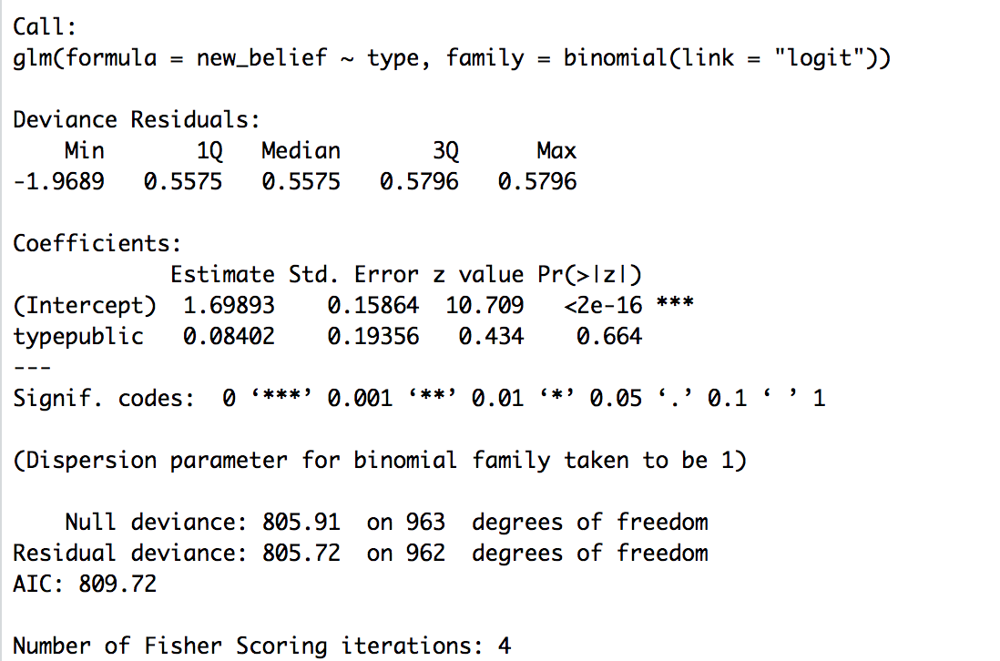 Call:
glm(formula = new_belief ~ type, family = binomial(link = "logit"))
Deviance Residuals:
Min 1Q Median 3Q Max
-1.9689 0.5575 0.5575 0.5796 0.5796
Coefficients:
Estimate Std. Error z value Pr(>|z|)
(Intercept) 1.69893 0.15864 10.709 <2e-16 ***
typepublic 0.08402 0.19356 0.434 0.664
---
Signif. codes: 0 ‘***’ 0.001 ‘**’ 0.01 ‘*’ 0.05 ‘.’ 0.1 ‘ ’ 1
(Dispersion parameter for binomial family taken to be 1)
Null deviance: 805.91 on 963 degrees of freedom
Residual deviance: 805.72 on 962 degrees of freedom
AIC: 809.72
Number of Fisher Scoring iterations: 4